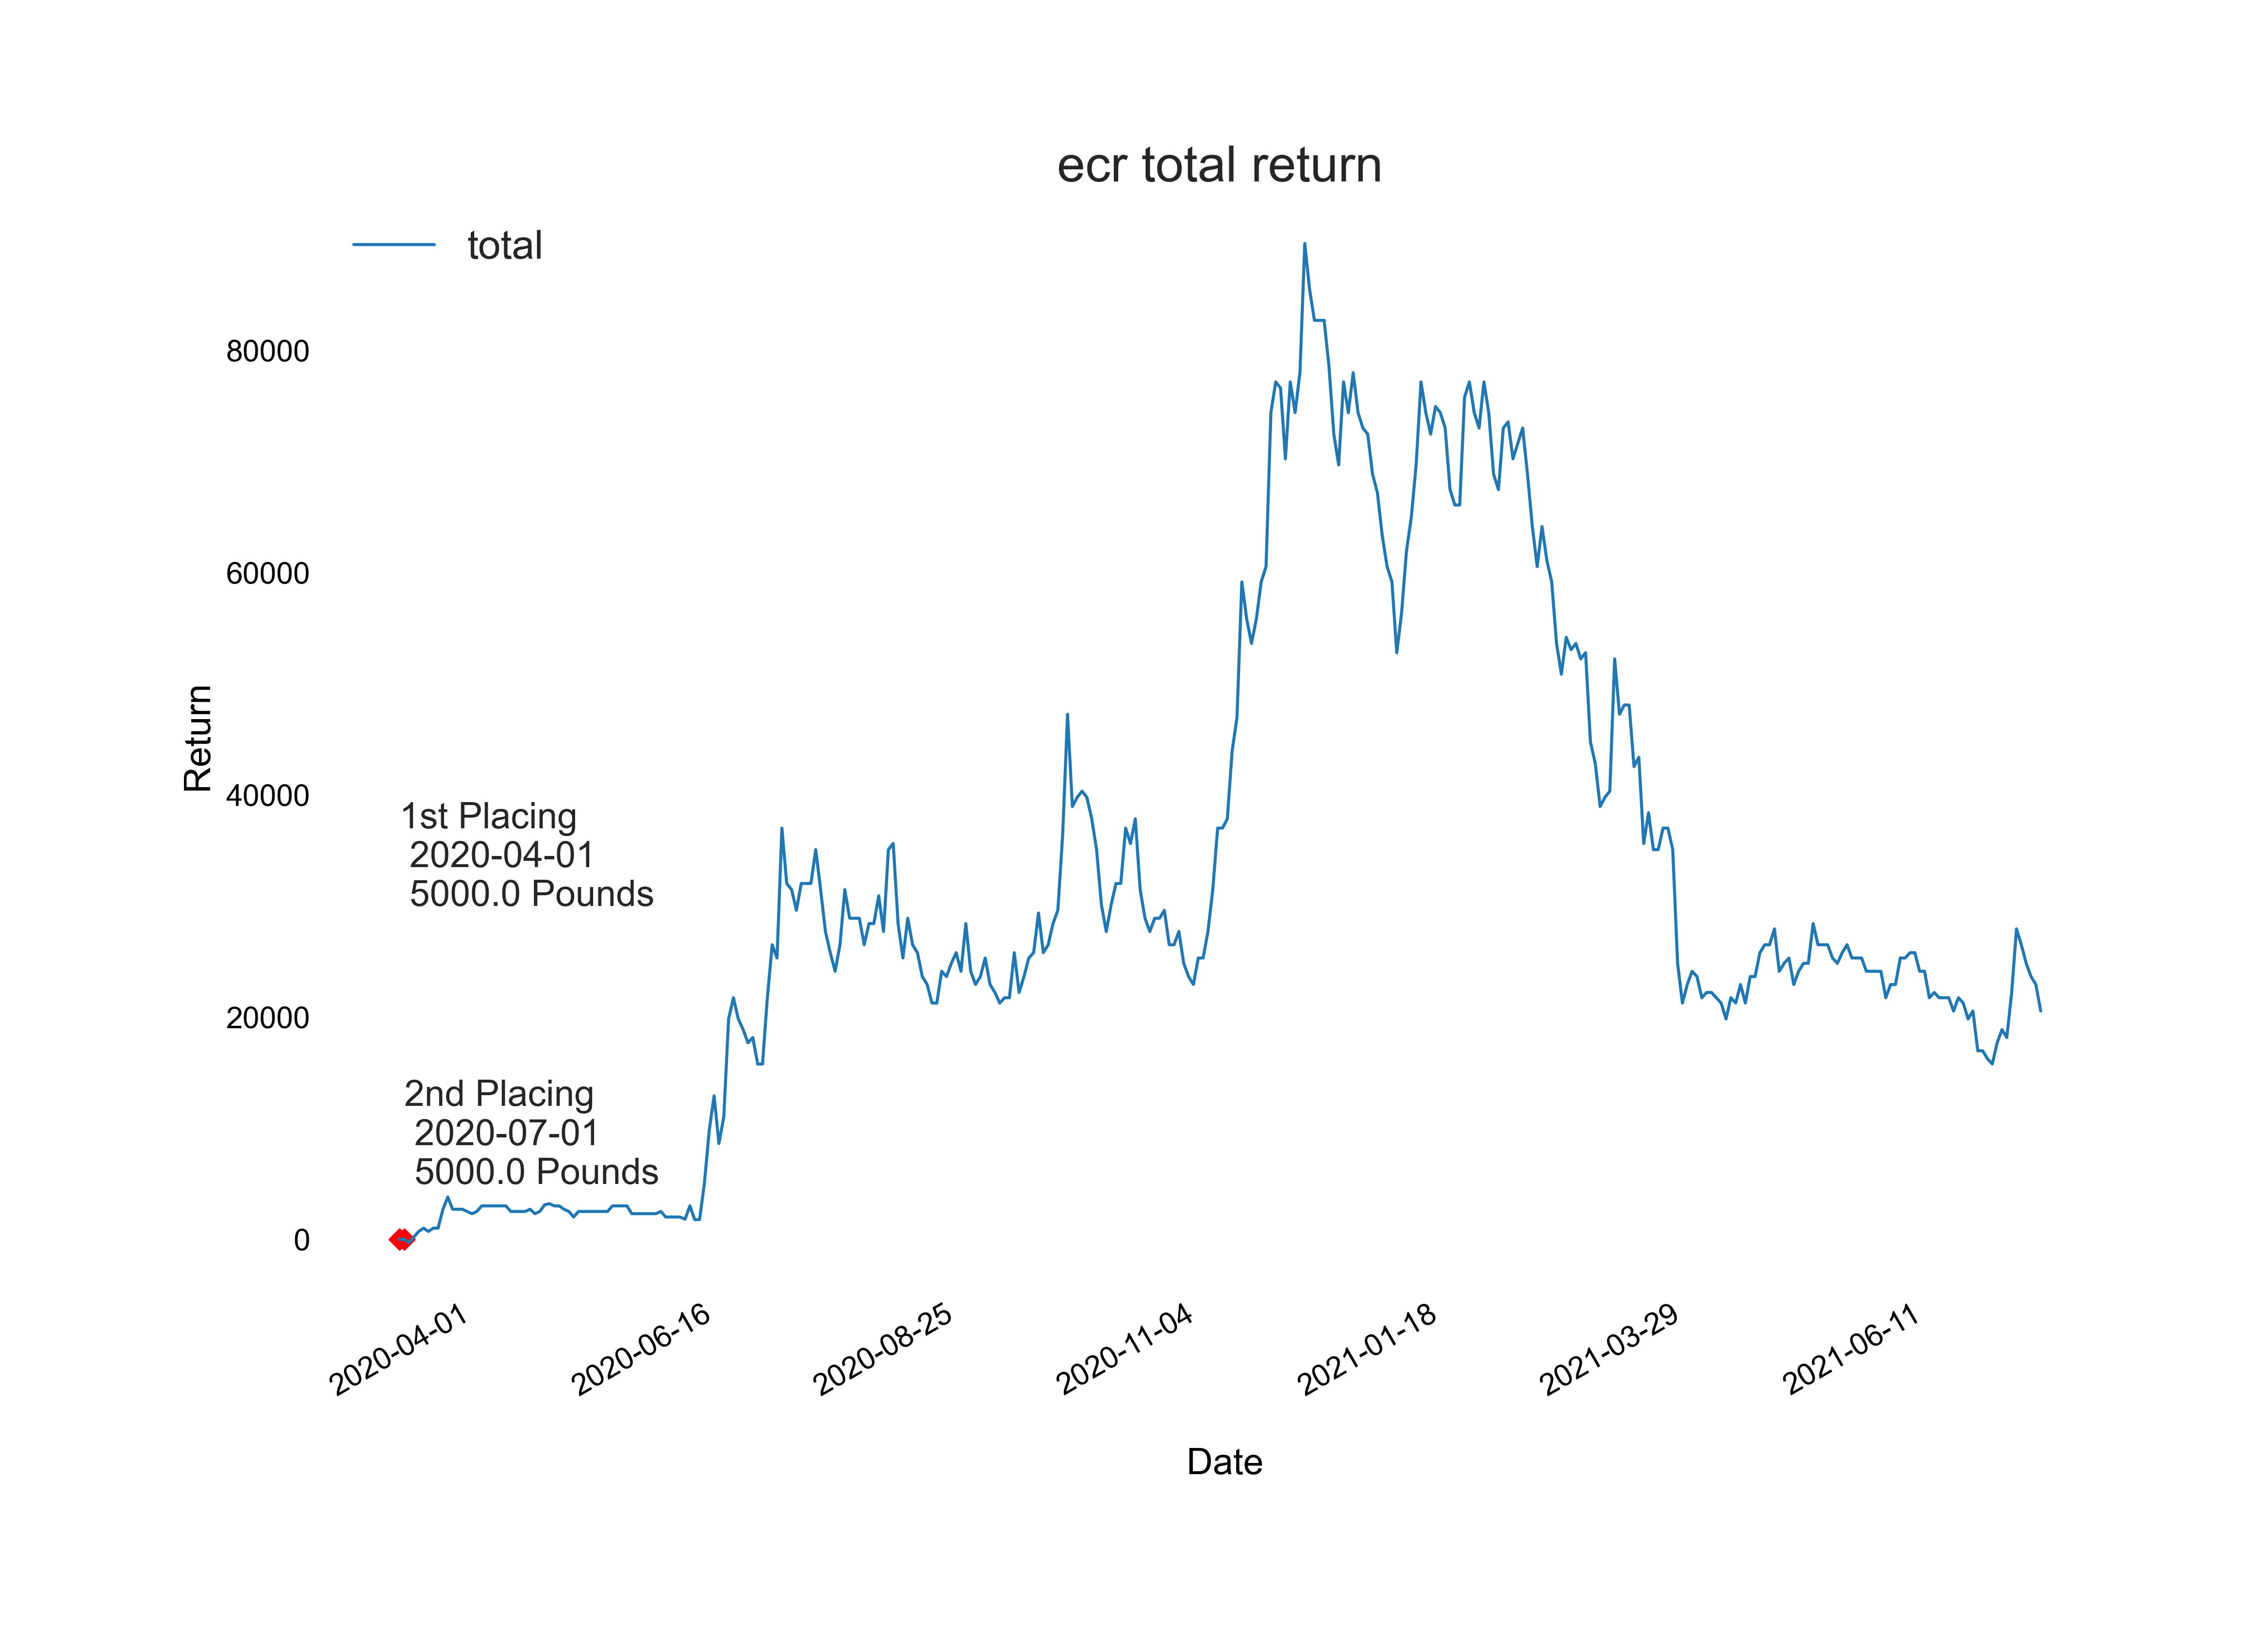 ecr total return
total
80000
60000
40000
20000
0
Return
1st Placing
2020-04-01
5000.0 Pounds
2nd Placing
2020-07-01
5000.0 Pounds
2020-04-01
2020-06-16
2020-08-25
2020-11-04
2021-01-18
2021-03-29
2021-06-11
Date